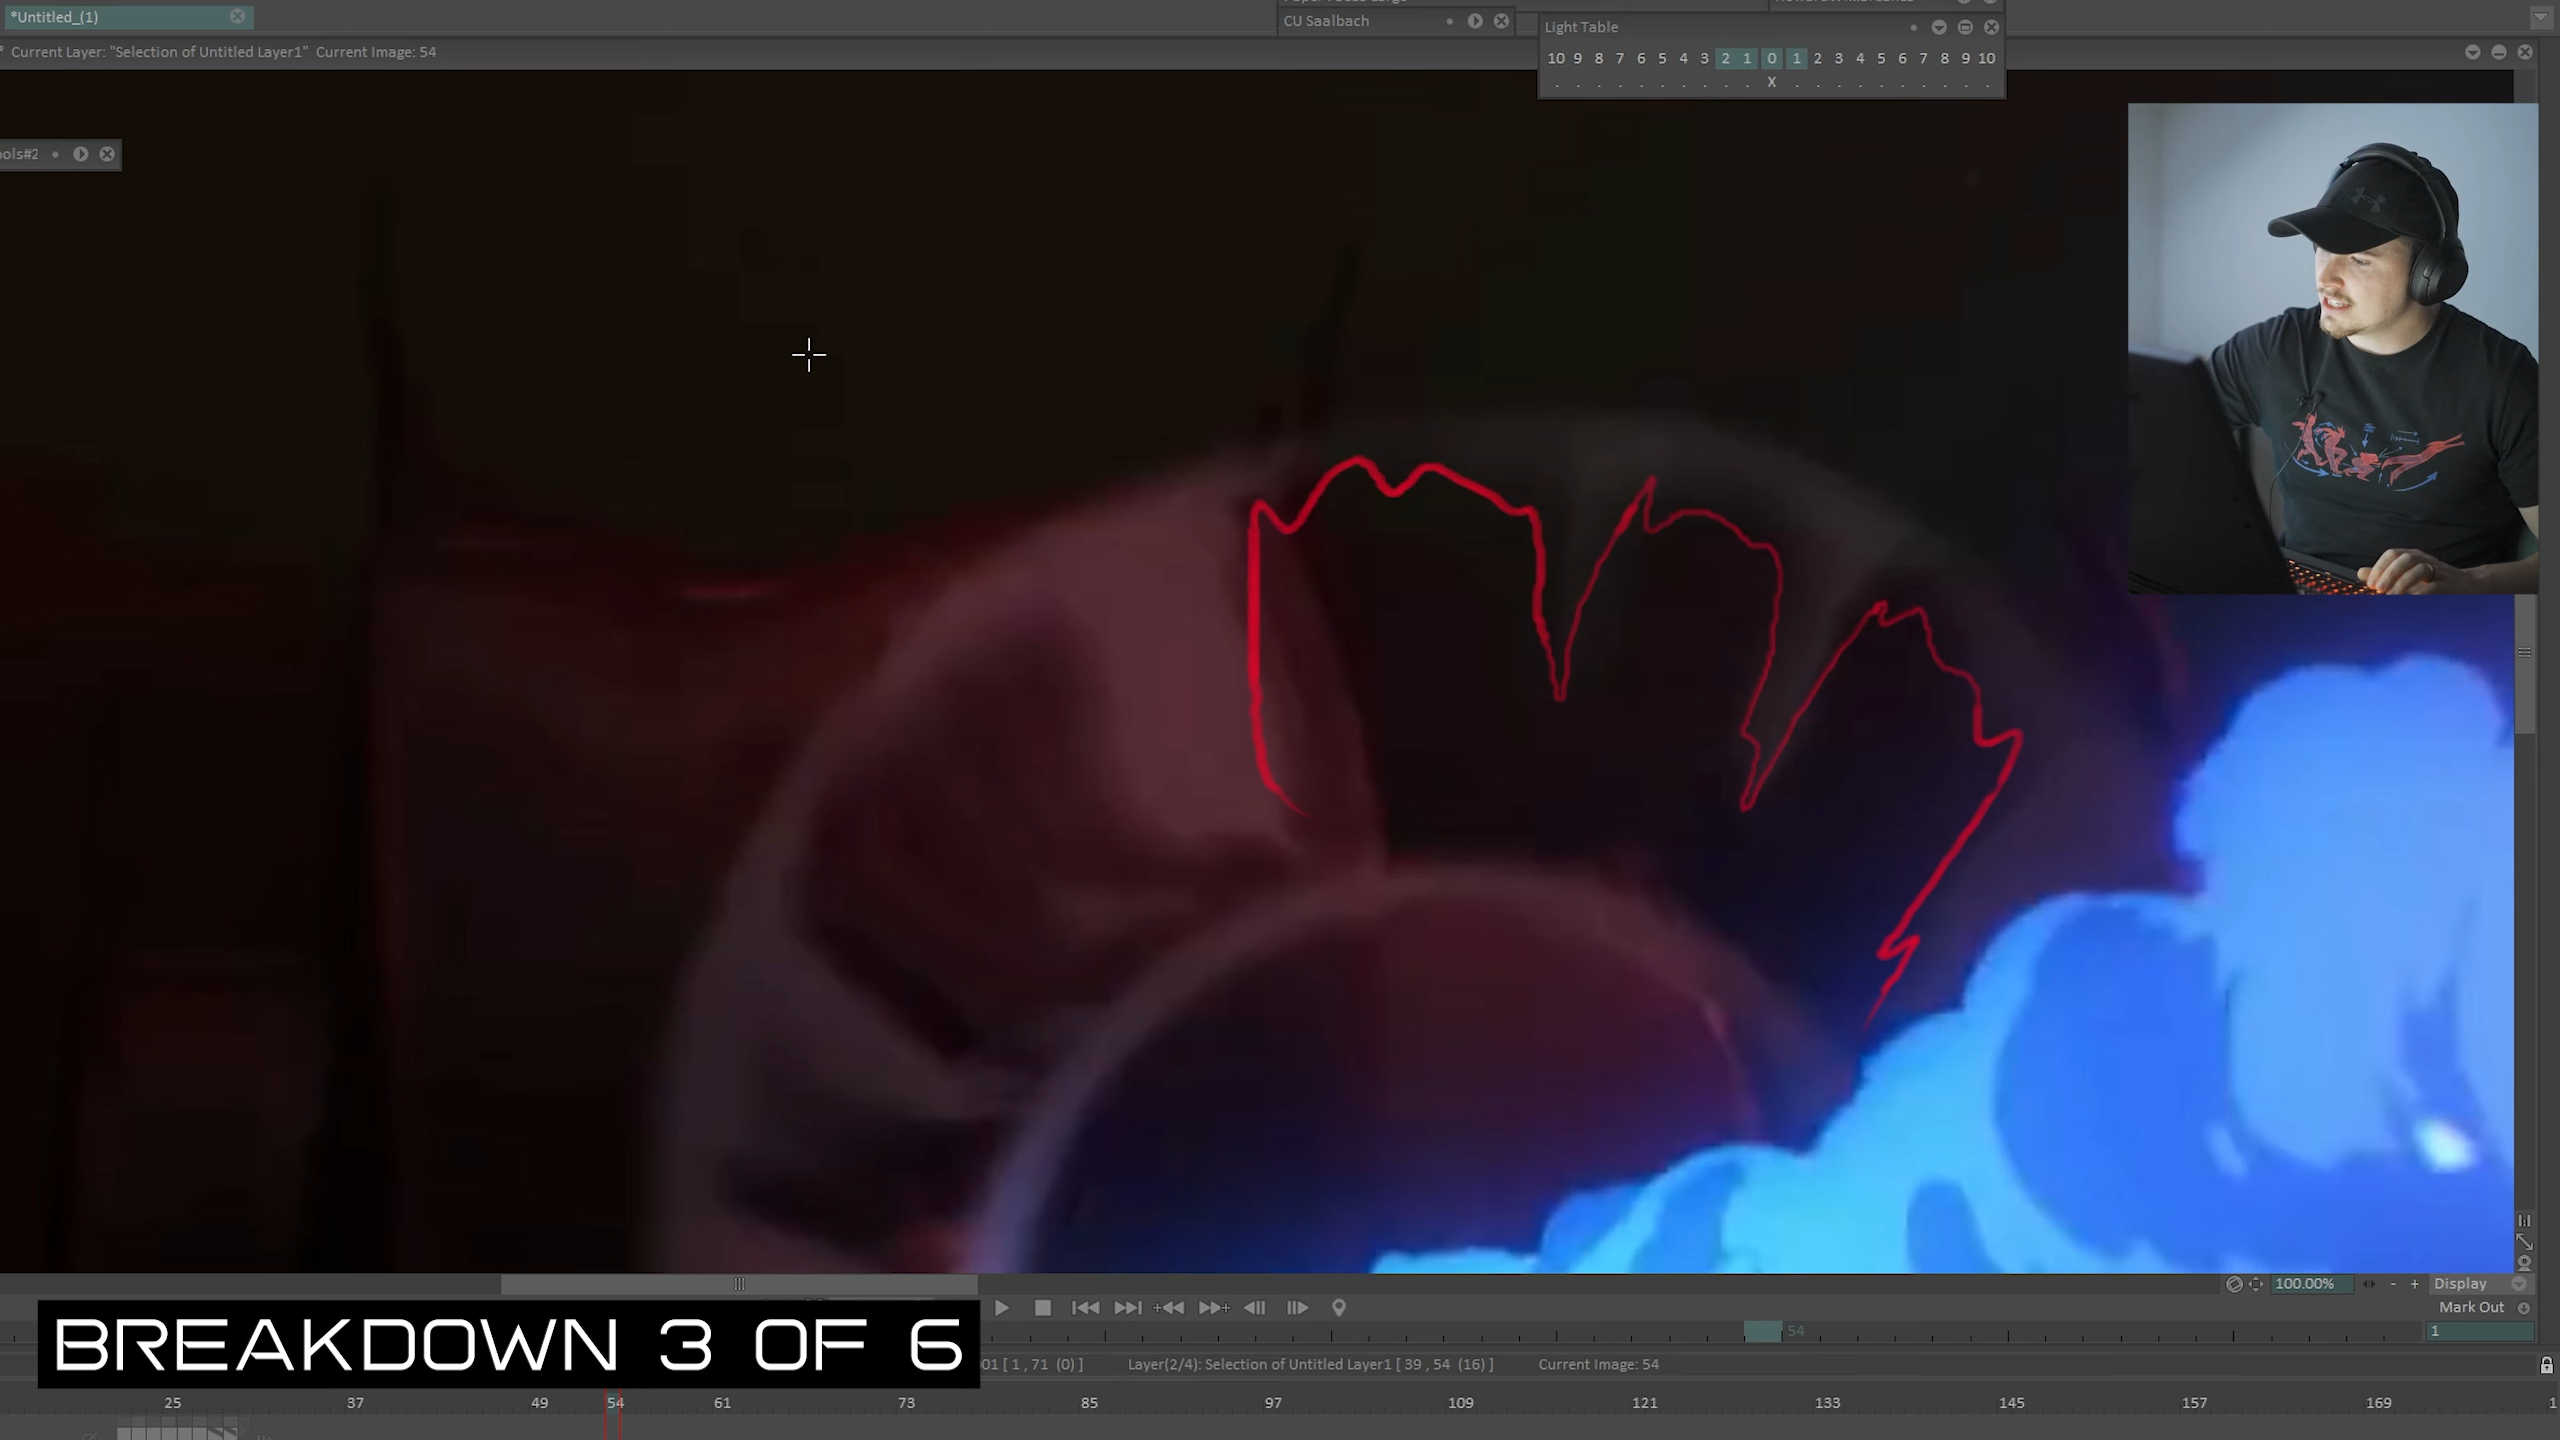 *Untitled_(1)
CU Saalbach
Light Table
Current Layer: "Selection of Untitled Layer1" Current Image: 54
10 9 8 7 6 5 4 3 2 1 0 1 2 3 4 5 6 7 8 9 10
X
ools#2
100.00%
Display
Mark Out
BREAKDOWN 3 OF 6
54
1
01 [ 1 , 71 (0) ]
Layer(2/4): Selection of Untitled Layer1 [ 39 , 54 (16) ]
Current Image: 54
25 37 49 54 61 73 85 97 109 121 133 145 157 169 1